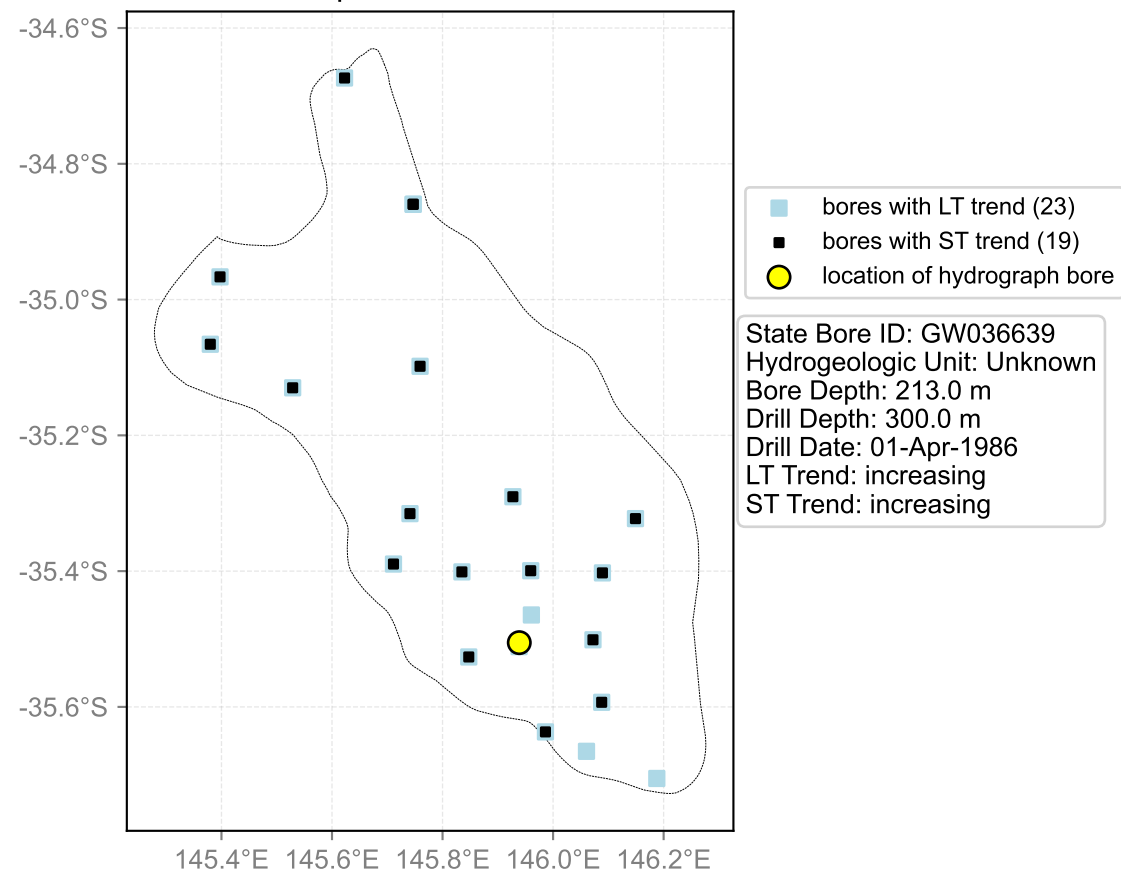 -34.6°S
-34.8°S
-35.0°S
-35.2°S
-35.4°S
-35.6°S
145.4°E 145.6°E 145.8°E 146.0°E 146.2°E
bores with LT trend (23)
bores with ST trend (19)
location of hydrograph bore
State Bore ID: GW036639
Hydrogeologic Unit: Unknown
Bore Depth: 213.0 m
Drill Depth: 300.0 m
Drill Date: 01-Apr-1986
LT Trend: increasing
ST Trend: increasing